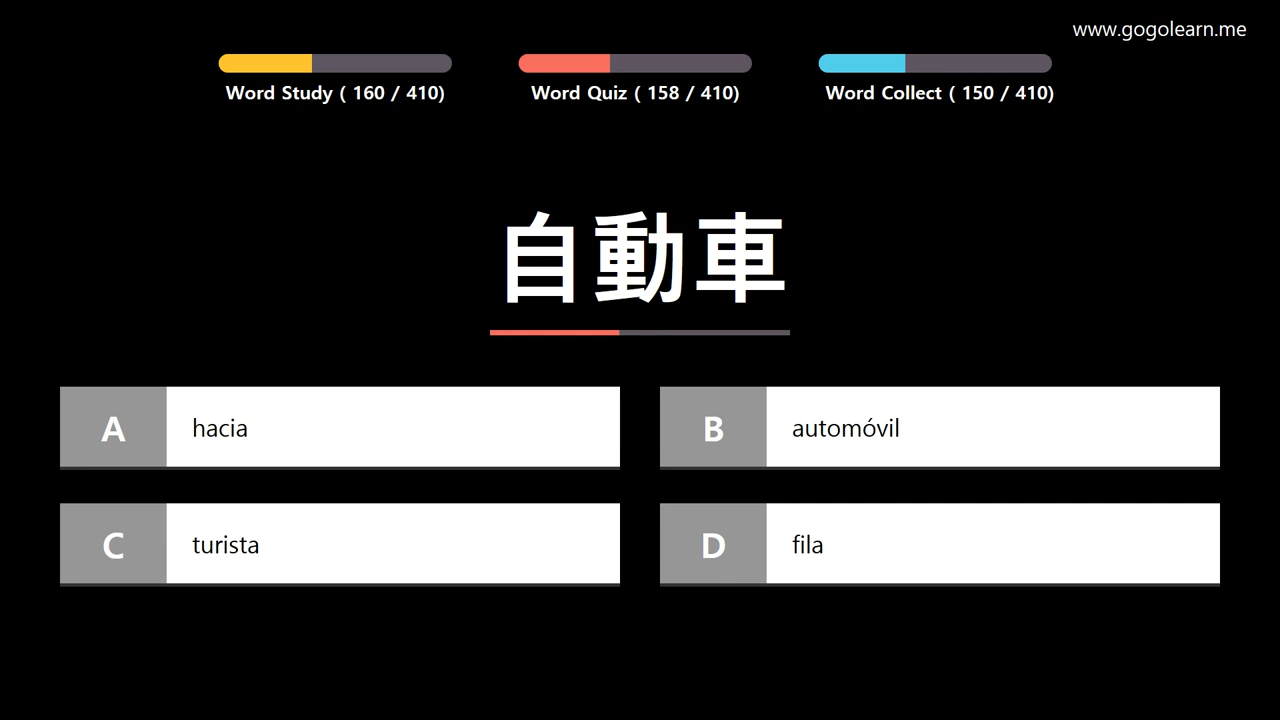 www.gogolearn.me
Word Study ( 160 / 410)
Word Quiz ( 158 / 410)
Word Collect ( 150 / 410)
自動車
A hacia
B automóvil
C turista
D fila